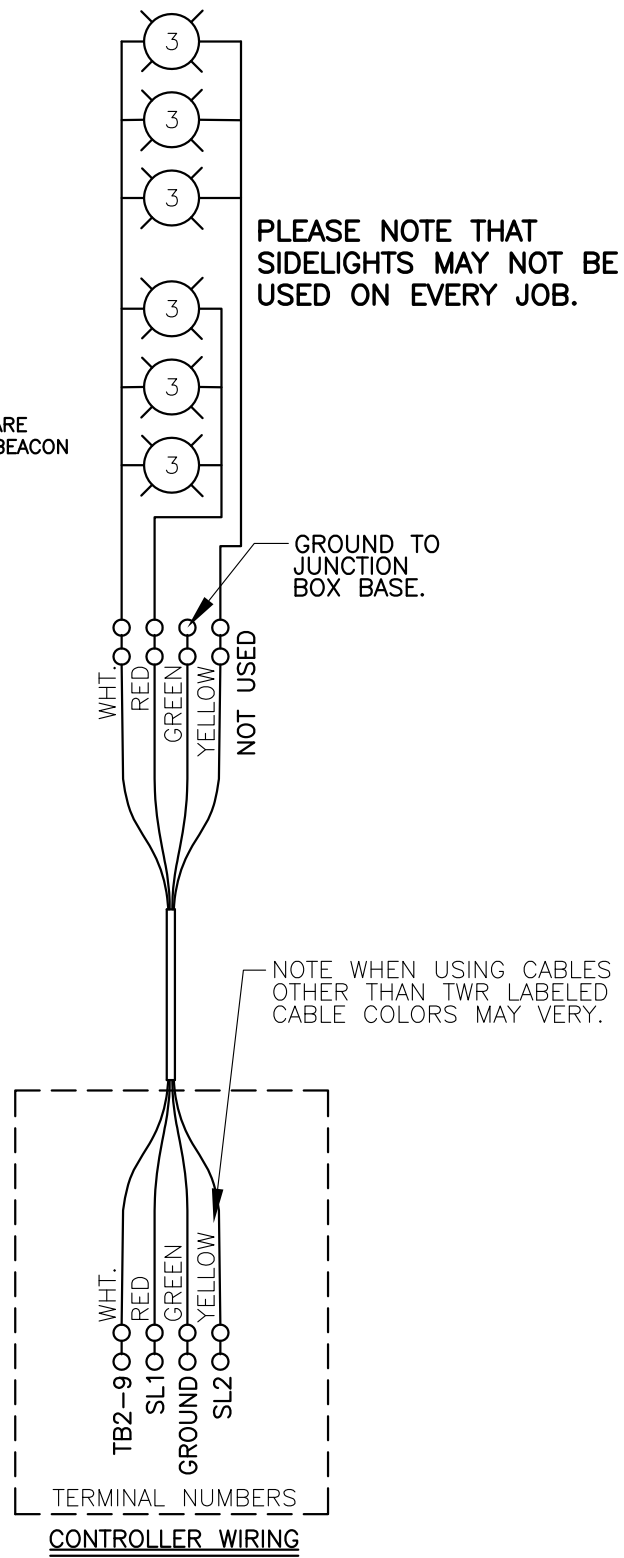 3
3
3
PLEASE NOTE THAT
SIDELIGHTS MAY NOT BE
USED ON EVERY JOB.
3
3
3
ARE
BEACON
GROUND TO
JUNCTION
BOX BASE.
WHT.
RED
GREEN
YELLOW
NOT USED
NOTE WHEN USING CABLES
OTHER THAN TWR LABELED
CABLE COLORS MAY VERY.
WHT.
RED
GREEN
YELLOW
TB2-9
SL1
GROUND
SL2
TERMINAL NUMBERS
CONTROLLER WIRING